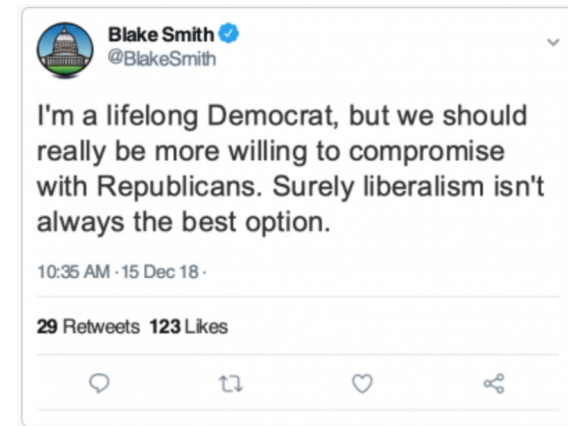 Blake Smith
@BlakeSmith
I'm a lifelong Democrat, but we should
really be more willing to compromise
with Republicans. Surely liberalism isn't
always the best option.
10:35 AM · 15 Dec 18 ·
29 Retweets 123 Likes